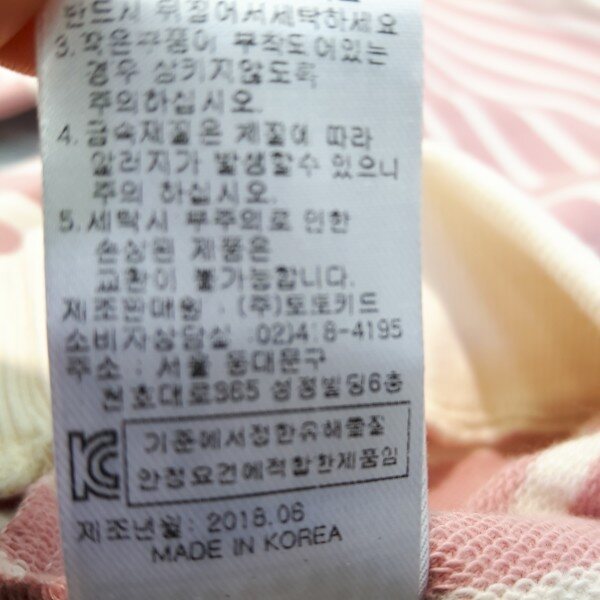 반드시 뒤집어서세탁하세요
3. 작은부품이 부착되어있는
경우 삼키지않도록
주의하십시오.
4. 금속재질은 체질에 따라
알러지가 발생할수 있으니
주의 하십시오.
5. 세탁시 부주의로 인한
손상된 제품은
교환이 불가능합니다.
제조판매원 : (주)토토키드
소비자상담실 :02)418-4195
주소 : 서울 동대문구
천호대로365 성정빌딩6층
KC
기준에서정한유해물질
안정요건에적합한제품임
제조년월: 2018.06
MADE IN KOREA